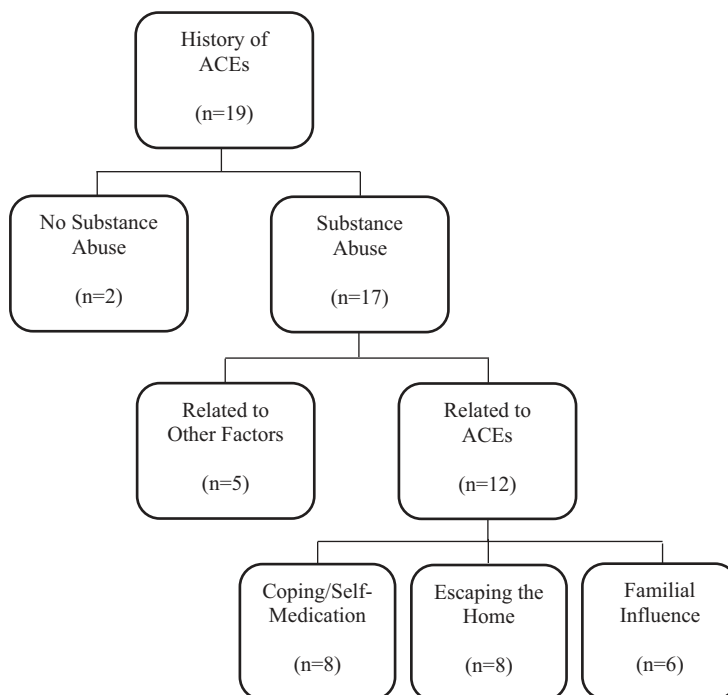 History of
ACEs
(n=19)
No Substance
Abuse
(n=2)
Substance
Abuse
(n=17)
Related to
Other Factors
(n=5)
Related to
ACEs
(n=12)
Coping/Self-
Medication
(n=8)
Escaping the
Home
(n=8)
Familial
Influence
(n=6)